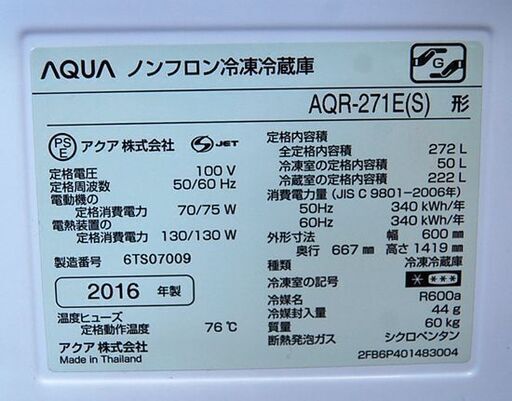 AQUA ノンフロン冷凍冷蔵庫
G
AQR-271E(S) 形
PSE アクア 株式会社 S JET
定格電圧 100 V
定格周波数 50/60 Hz
電動機の
定格消費電力 70/75 W
電熱装置の
定格消費電力 130/130 W
製造番号 6TS07009
2016 年製
温度ヒューズ
定格動作温度 76℃
アクア 株式会社
Made in Thailand
定格内容積
全定格内容積 272 L
冷凍室の定格内容積 50 L
冷蔵室の定格内容積 222 L
消費電力量 (JIS C 9801-2006年)
50Hz 340 kWh/年
60Hz 340 kWh/年
外形寸法 幅 600 ㎜
奥行 667 ㎜ 高さ 1419 ㎜
種類 冷凍冷蔵庫
冷凍室の記号
冷媒名 R600a
冷媒封入量 44 g
質量 60 kg
断熱発泡ガス シクロペンタン
2FB6P401483004